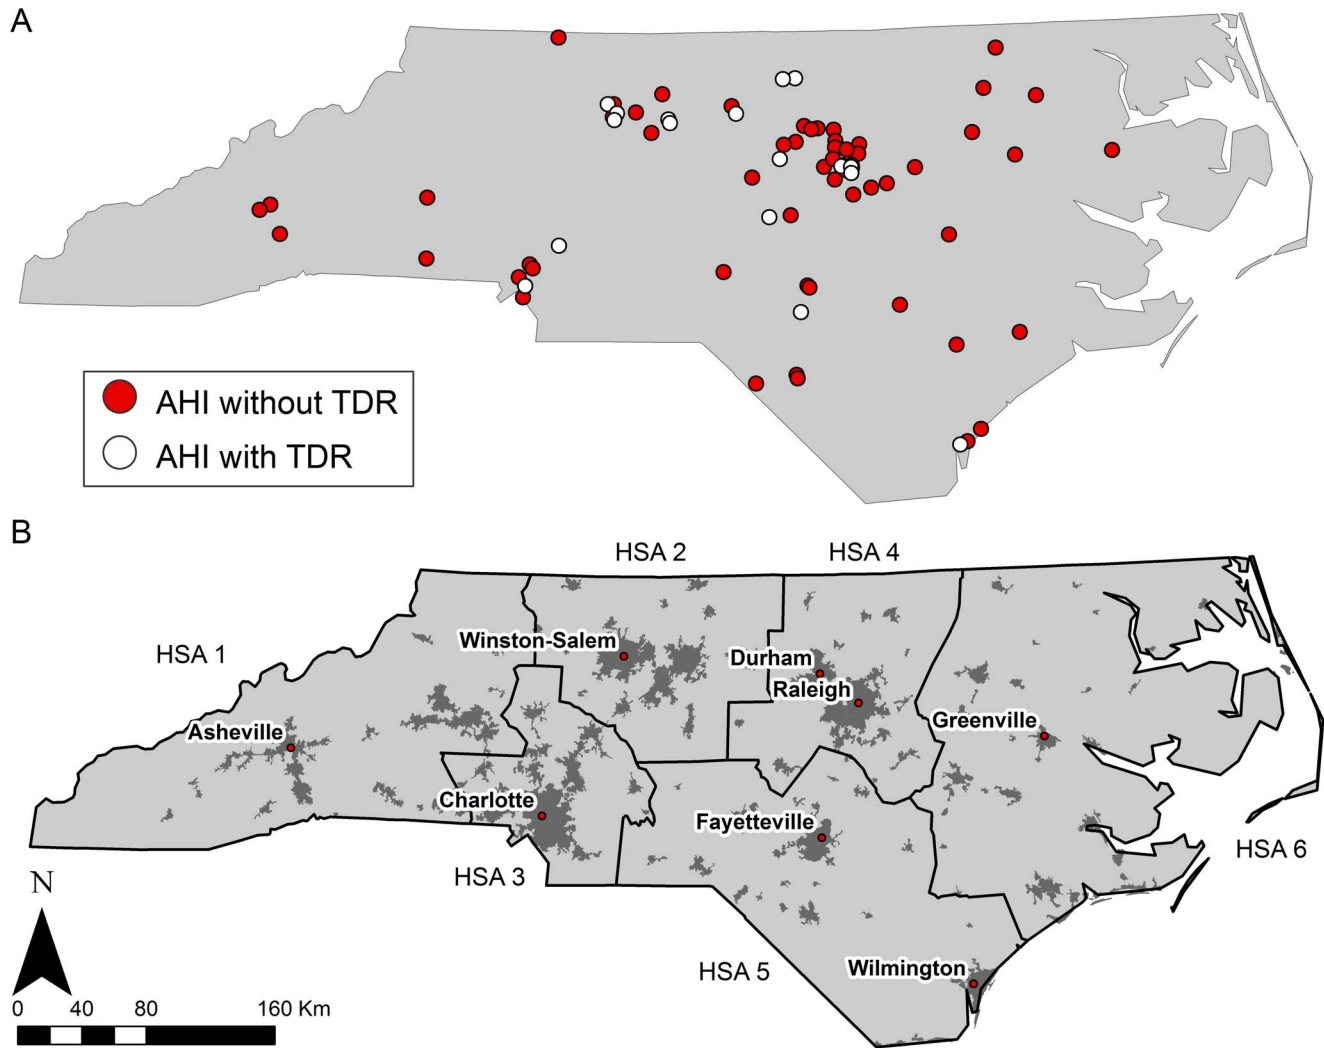 A
AHI without TDR
AHI with TDR
B
HSA 2
HSA 4
HSA 1
Winston-Salem
Durham
Raleigh
Greenville
Asheville
Charlotte
Fayetteville
HSA 6
HSA 3
N
HSA 5
Wilmington
0 40 80 160 Km